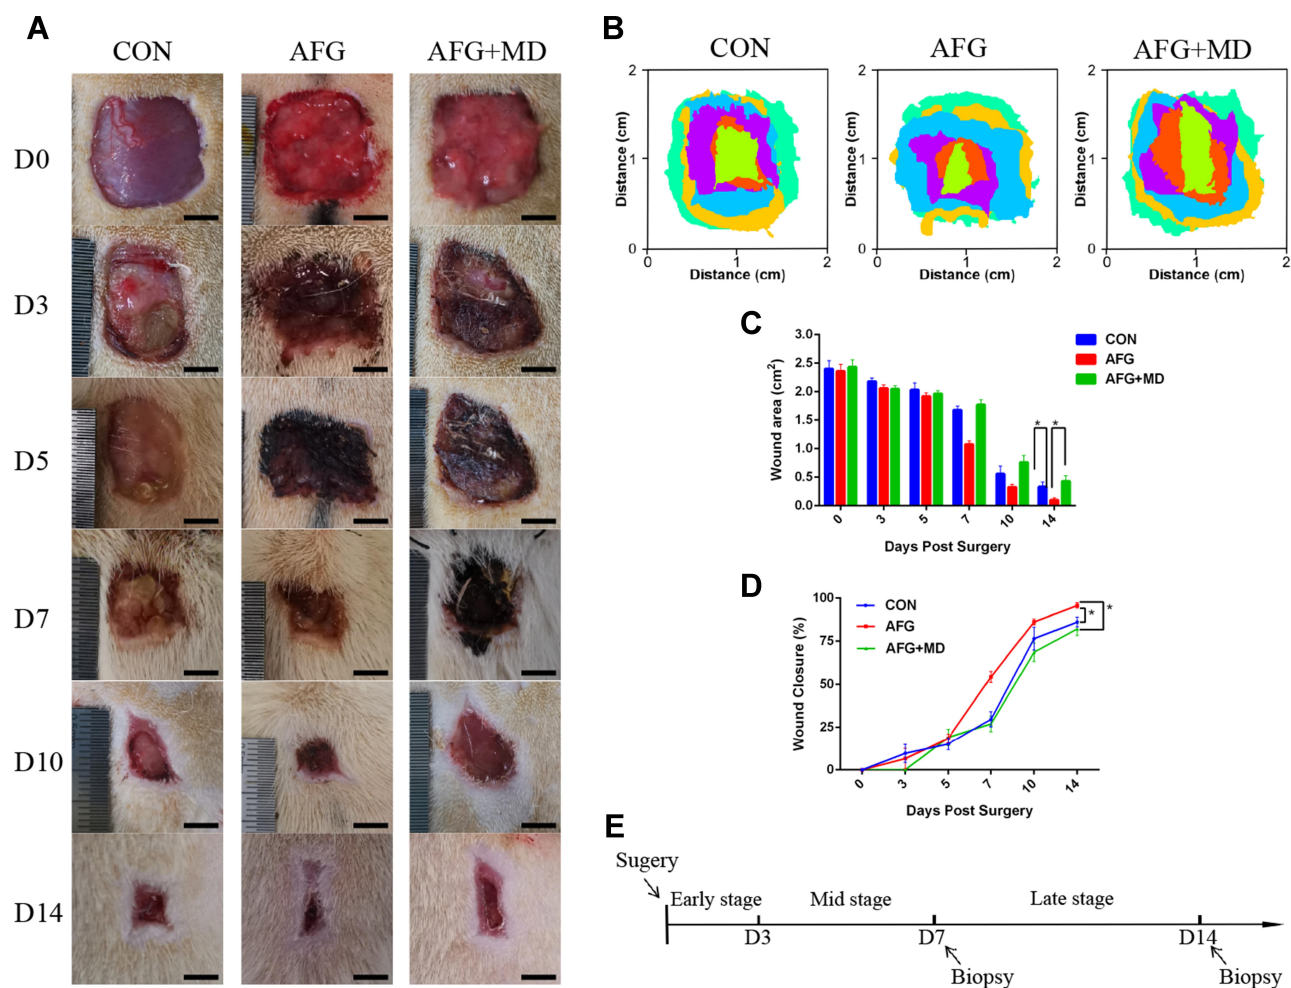 A
CON
AFG
AFG+MD
D0
D3
D5
D7
D10
D14
B
CON
AFG
AFG+MD
2
1
0
Distance (cm)
0
1
2
Distance (cm)
2
1
0
Distance (cm)
0
1
2
Distance (cm)
2
1
0
Distance (cm)
0
1
2
Distance (cm)
C
3.0
2.5
2.0
1.5
1.0
0.5
0.0
Wound area (cm²)
0
3
5
7
10
14
Days Post Surgery
CON
AFG
AFG+MD
*
*
D
100
75
50
25
0
Wound Closure (%)
CON
AFG
AFG+MD
*
*
0
3
5
7
10
14
Days Post Surgery
E
Sugery
Early stage
Mid stage
Late stage
D3
D7
D14
Biopsy
Biopsy